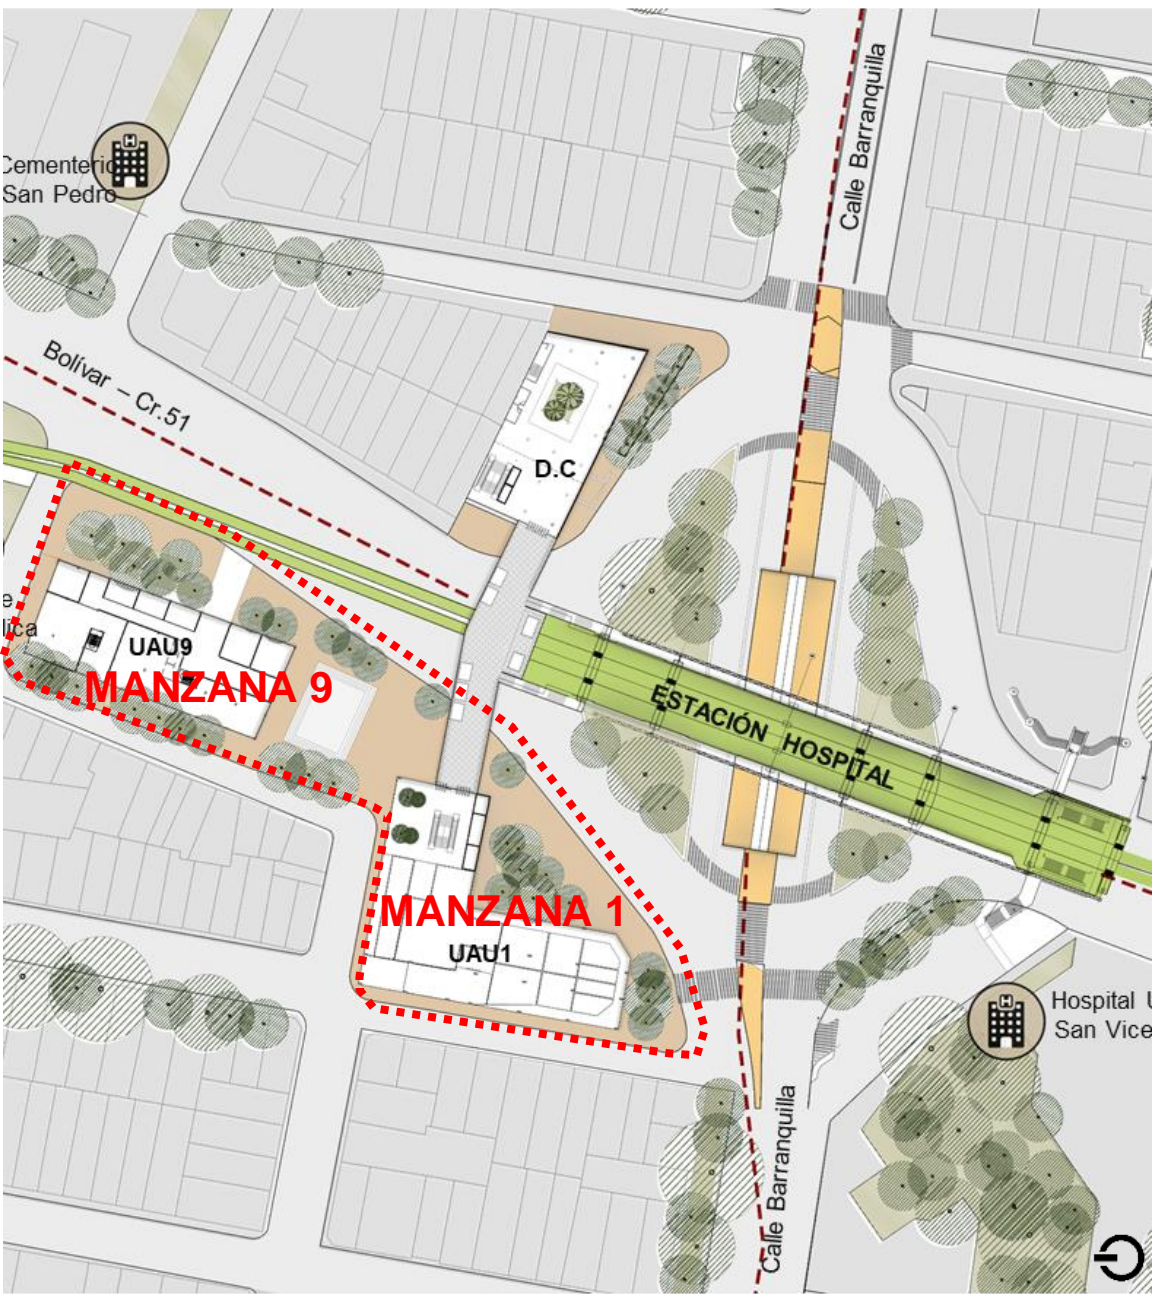 Calle Barranquilla
H
Cementerio
San Pedro
Bolívar – Cr.51
D.C
e
lica
UAU9
MANZANA 9
ESTACIÓN HOSPITAL
MANZANA 1
UAU1
H
Hospital U
San Vice
Calle Barranquilla